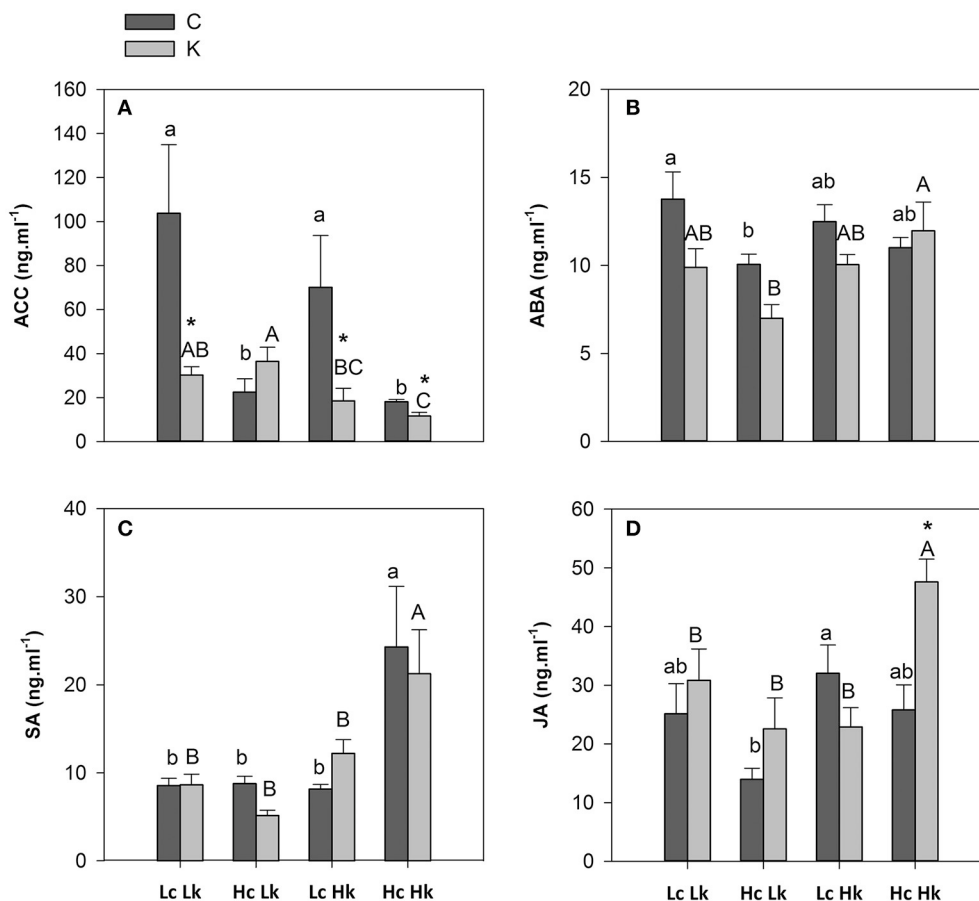 C
K
A
ACC (ng.ml⁻¹)
160
140
120
100
80
60
40
20
0
a
*
AB
b
A
a
*
BC
b
*
C
B
ABA (ng.ml⁻¹)
20
15
10
5
0
a
AB
b
B
ab
AB
ab
A
C
SA (ng.ml⁻¹)
40
30
20
10
0
b
B
b
B
b
B
a
A
Lc Lk
Hc Lk
Lc Hk
Hc Hk
D
JA (ng.ml⁻¹)
60
50
40
30
20
10
0
ab
B
b
B
a
B
ab
*
A
Lc Lk
Hc Lk
Lc Hk
Hc Hk